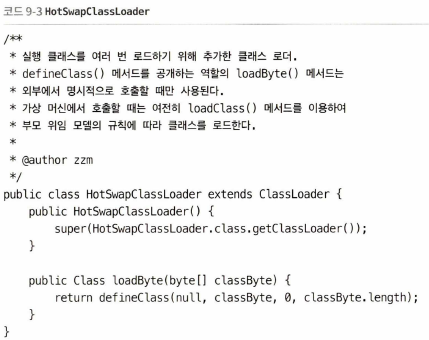 코드 9-3 HotSwapClassLoader
/**
 * 실행 클래스를 여러 번 로드하기 위해 추가한 클래스 로더.
 * defineClass() 메서드를 공개하는 역할의 loadByte() 메서드는
 * 외부에서 명시적으로 호출할 때만 사용된다.
 * 가상 머신에서 호출할 때는 여전히 loadClass() 메서드를 이용하여
 * 부모 위임 모델의 규칙에 따라 클래스를 로드한다.
 *
 * @author zzm
 */
public class HotSwapClassLoader extends ClassLoader {
    public HotSwapClassLoader() {
        super(HotSwapClassLoader.class.getClassLoader());
    }

    public Class loadByte(byte[] classByte) {
        return defineClass(null, classByte, 0, classByte.length);
    }
}